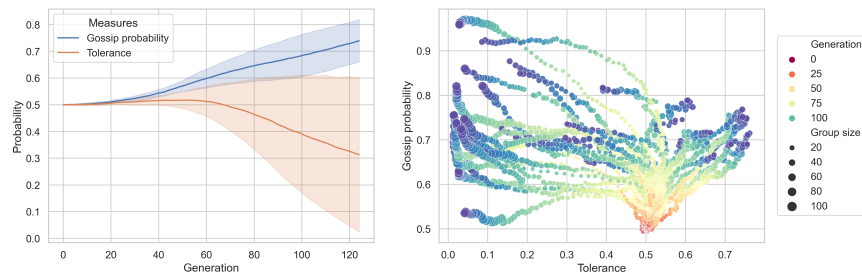 Measures
Gossip probability
Tolerance
0.8
0.7
0.6
0.5
0.4
0.3
0.2
0.1
0.0
Probability
0 20 40 60 80 100 120
Generation
0.9
0.8
0.7
0.6
0.5
Gossip probability
0.0 0.1 0.2 0.3 0.4 0.5 0.6 0.7
Tolerance
Generation
0
25
50
75
100
Group size
20
40
60
80
100